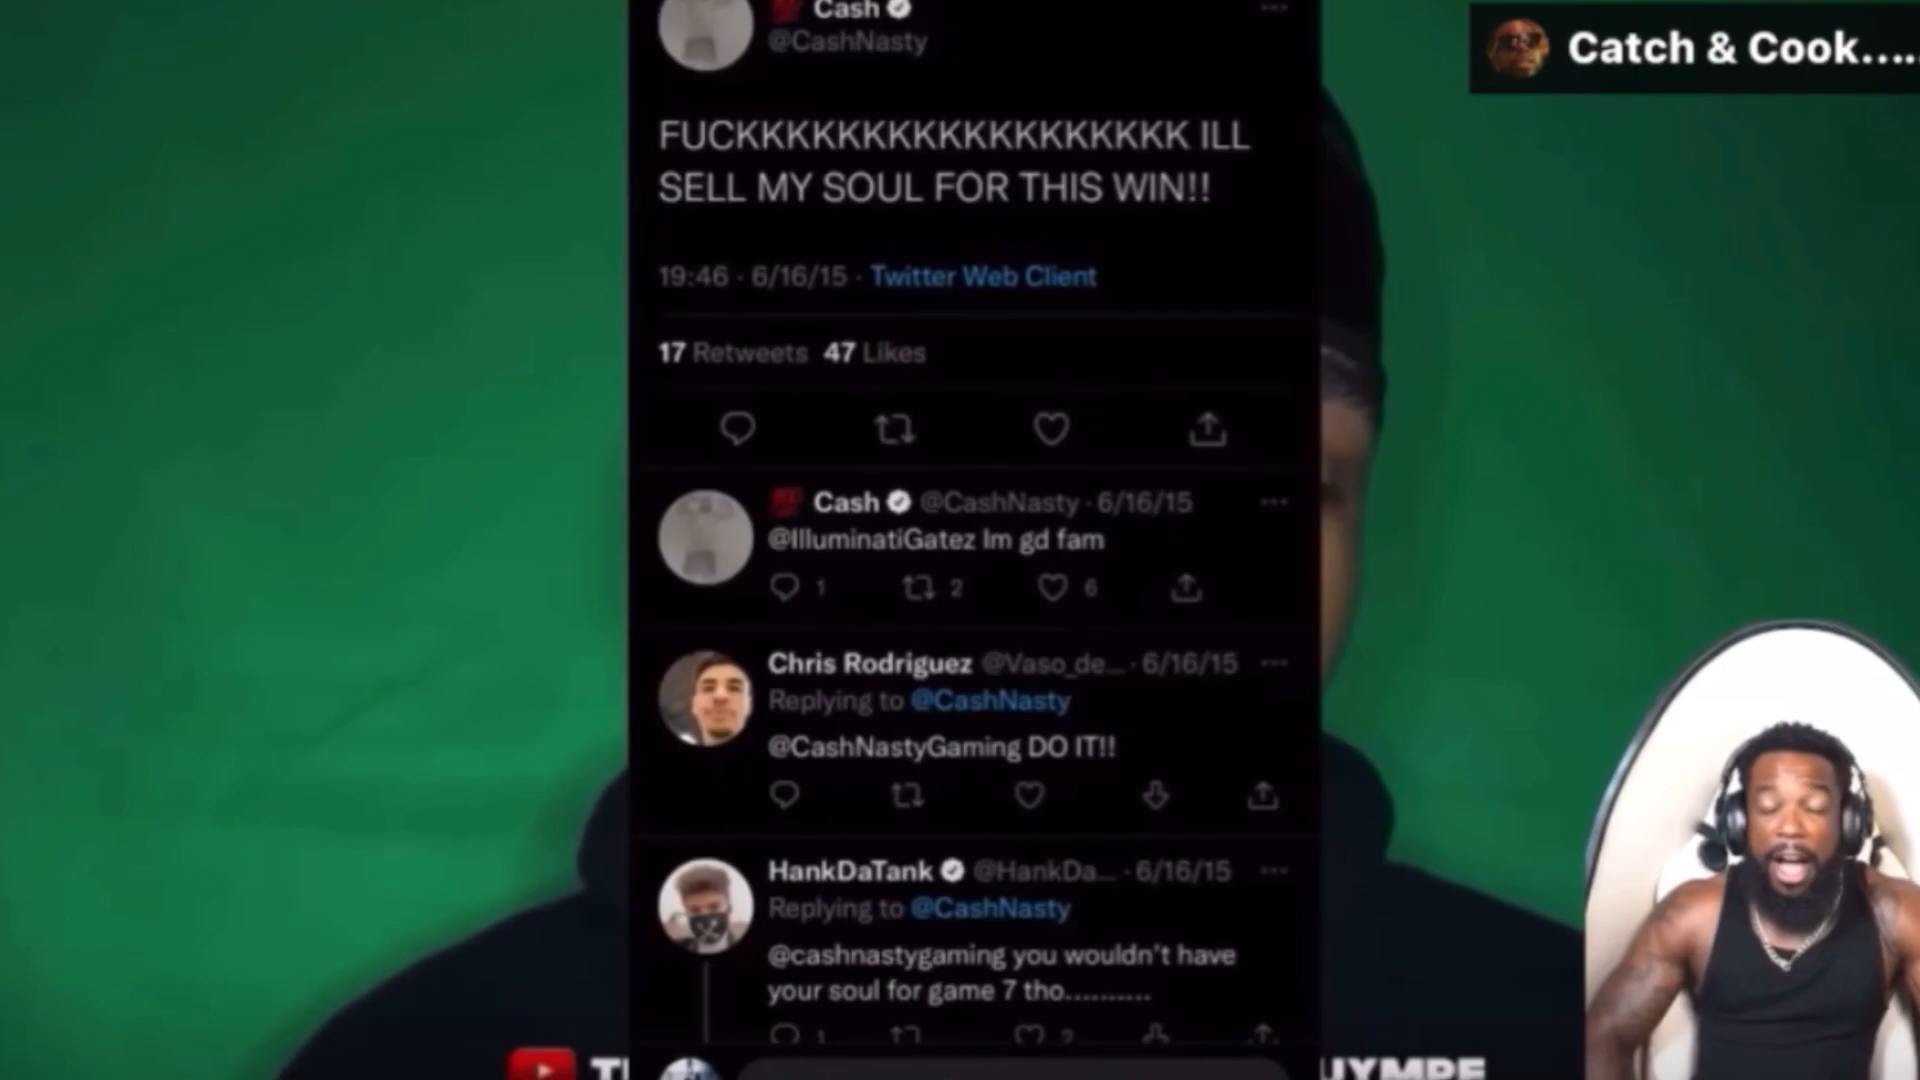 Cash
@CashNasty
Catch & Cook.....
FUCKKKKKKKKKKKKKKKKKKK ILL
SELL MY SOUL FOR THIS WIN!!
19:46 · 6/16/15 · Twitter Web Client
17 Retweets 47 Likes
Cash @CashNasty · 6/16/15
@IlluminatiGatez Im gd fam
1 2 6
Chris Rodriguez @Vaso_de... · 6/16/15
Replying to @CashNasty
@CashNastyGaming DO IT!!
HankDaTank @HankDa... · 6/16/15
Replying to @CashNasty
@cashnastygaming you wouldn't have
your soul for game 7 tho..........
1 2